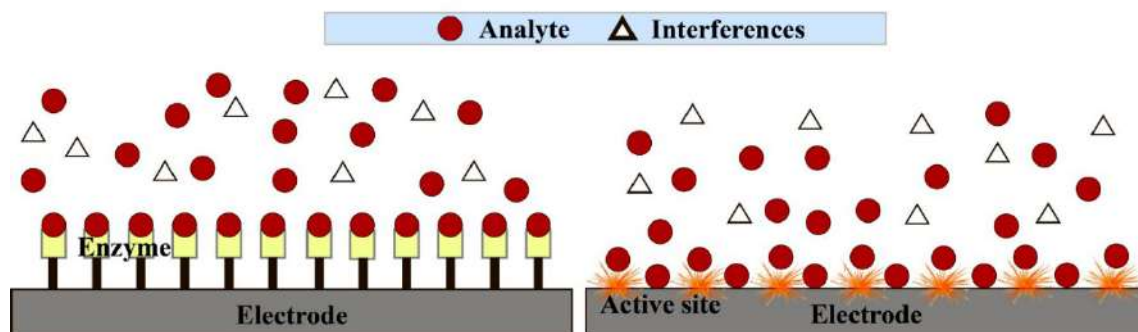 Analyte Interferences
Enzyme
Electrode
Active site
Electrode